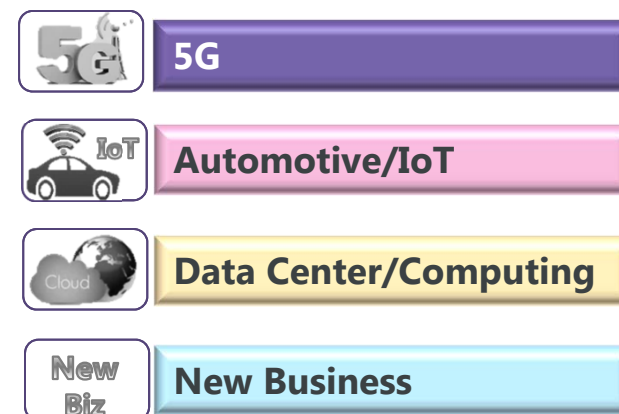 5G
5G
IoT
Automotive/IoT
Cloud
Data Center/Computing
New
Biz
New Business